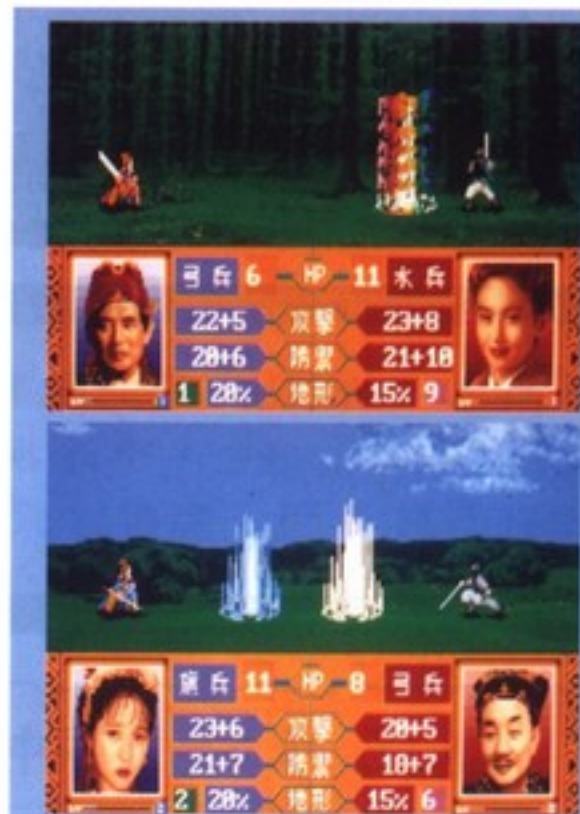 弓兵 6 HP 11 水兵
22+5 攻擊 23+8
20+6 防禦 21+10
1 20% 地形 15% 9
旗兵 11 HP 8 弓兵
23+6 攻擊 20+5
21+7 防禦 18+7
2 20% 地形 15% 6